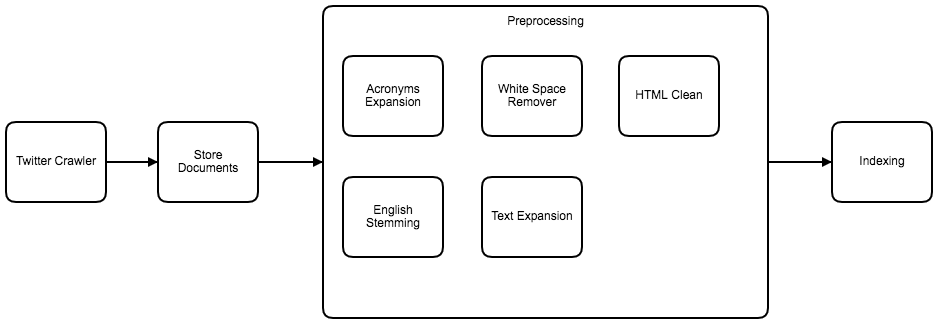 Preprocessing
Acronyms
Expansion
White Space
Remover
HTML Clean
Twitter Crawler
Store
Documents
Indexing
English
Stemming
Text Expansion